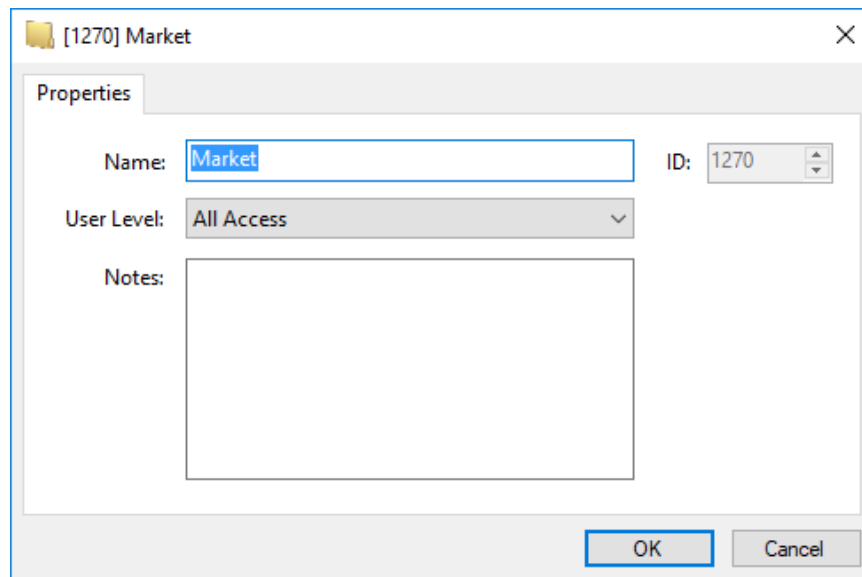 [1270] Market
Properties
Name: Market ID: 1270
User Level: All Access
Notes:
OK Cancel